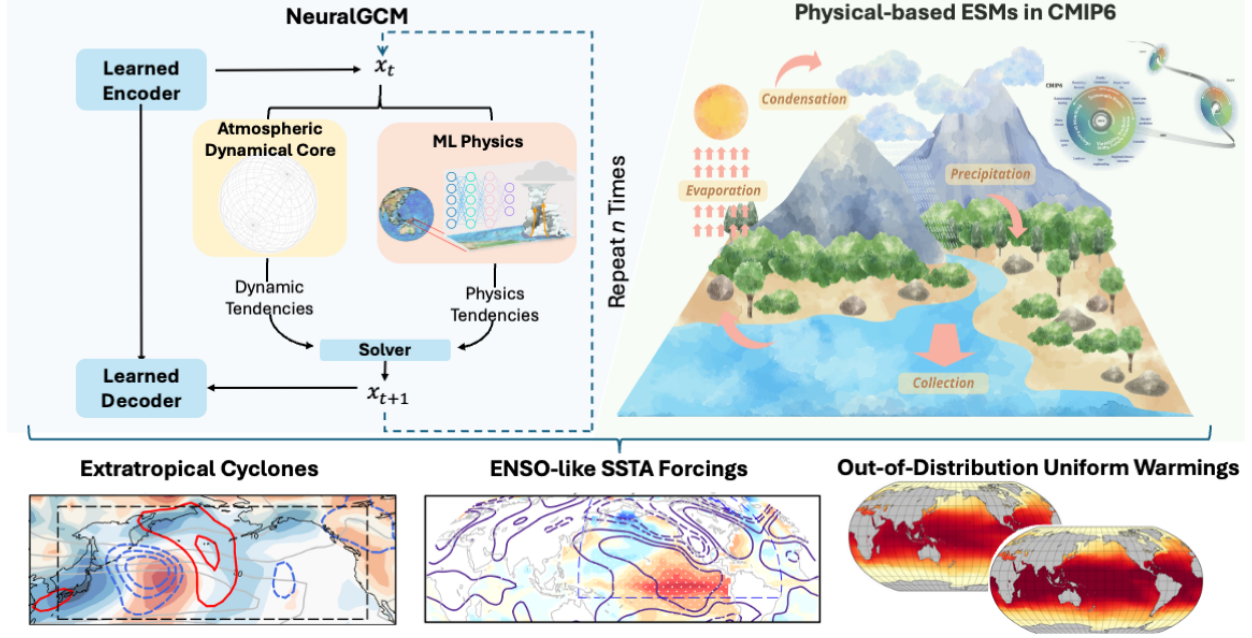 NeuralGCM
Learned
Encoder
x_t
Atmospheric
Dynamical Core
ML Physics
Dynamic
Tendencies
Physics
Tendencies
Solver
Learned
Decoder
x_{t+1}
Repeat n Times
Physical-based ESMs in CMIP6
Condensation
CMIP6
Evaporation
Precipitation
Collection
Extratropical Cyclones
ENSO-like SSTA Forcings
Out-of-Distribution Uniform Warmings